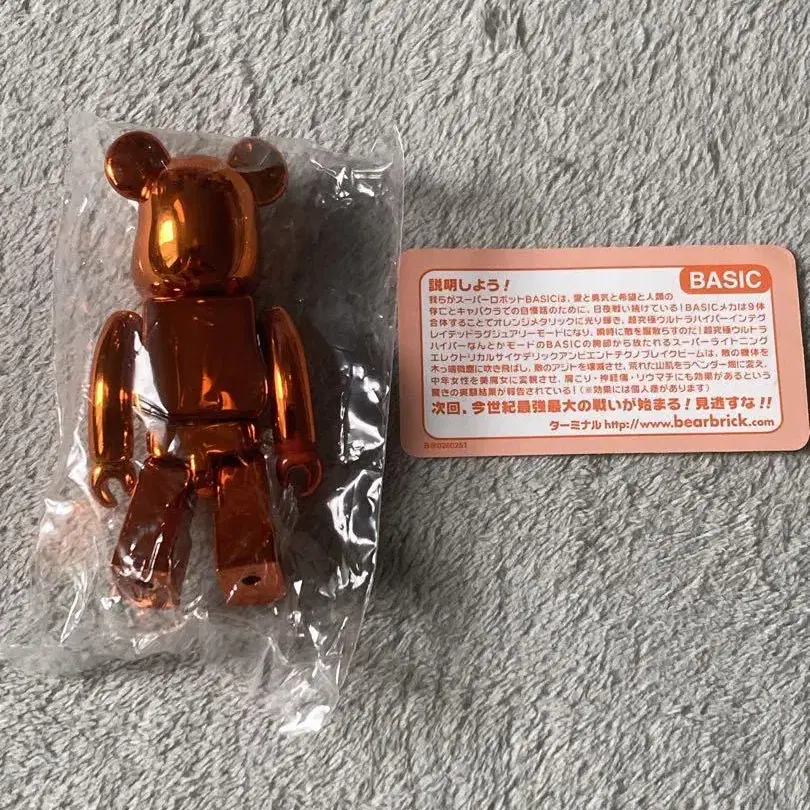 説明しよう!
BASIC
我らがスーパーロボットBASICは、愛と勇気と希望と人類の
存亡とキャバクラでの自慢話のために、日夜戦い続けている!BASICメカは9体
合体することでオレンジメタリックに光り輝き、超究極ウルトラハイパーインテグ
レイテッドラグジュアリーモードになり、瞬時に敵を蹴散らすのだ!超究極ウルトラ
ハイパーなんとかモードのBASICの胸部から放たれるスーパーライトニング
エレクトリカルサイケデリックアンビエントテクノブレイクビームは、敵の機体を
木っ端微塵に吹き飛ばし、敵のアジトを壊滅させ、荒れた山肌をラベンダー畑に変え、
中年女性を美魔女に変貌させ、肩こり・神経痛・リウマチにも効果があるという
驚きの実験結果が報告されている!(※効果には個人差があります)
次回、今世紀最強最大の戦いが始まる!見逃すな!!
ターミナル http://www.bearbrick.com